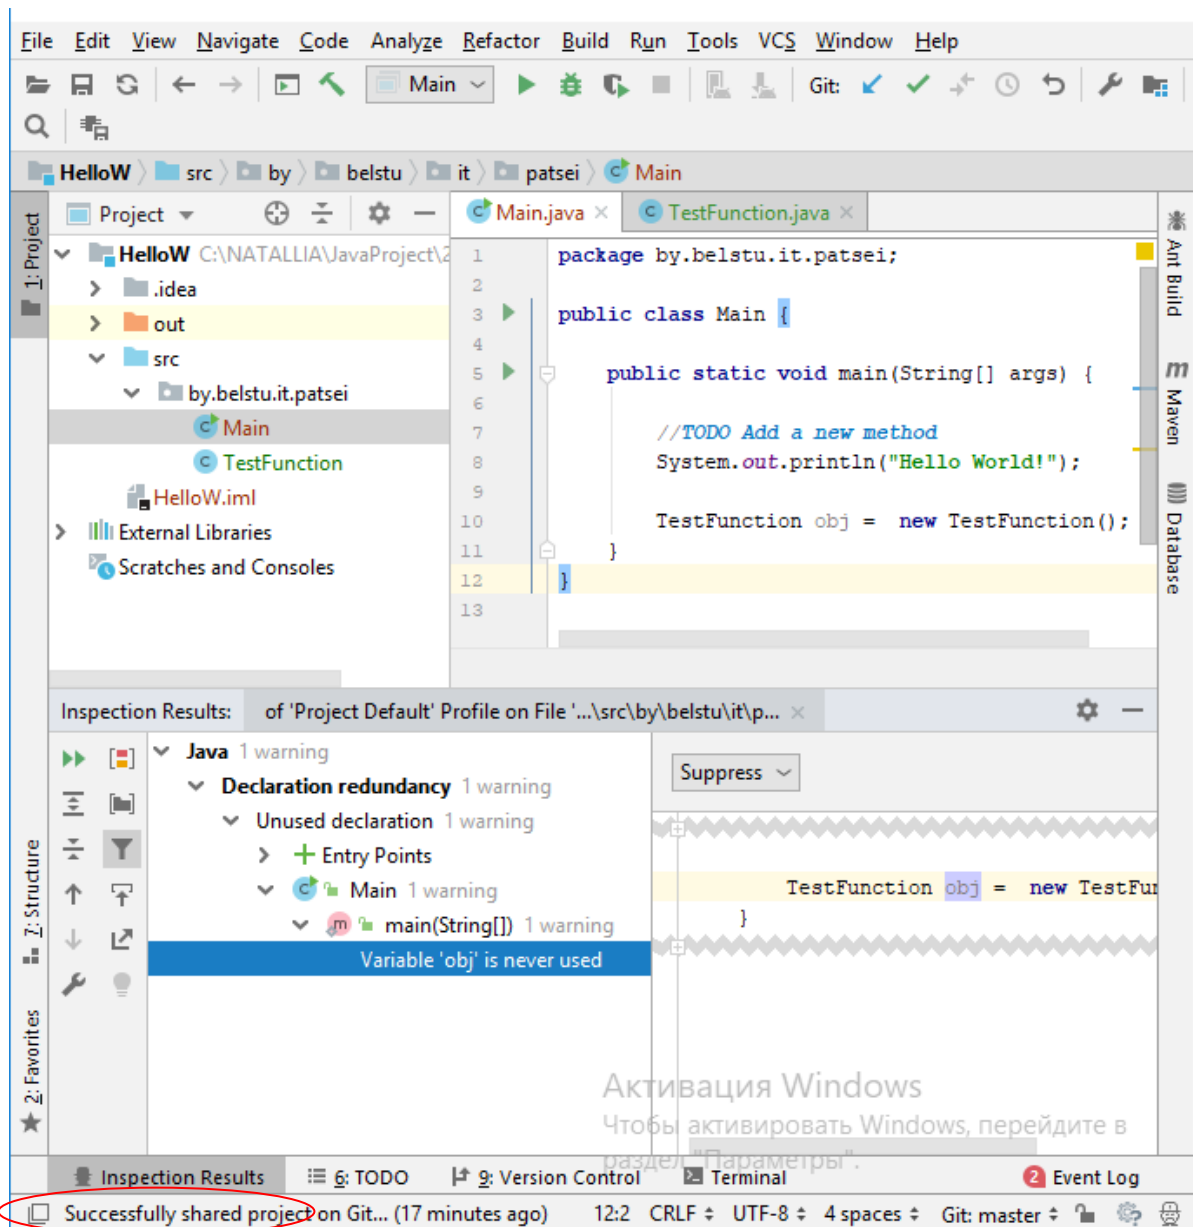 File Edit View Navigate Code Analyze Refactor Build Run Tools VCS Window Help
Main Git:
HelloW src by belstu it patsei Main
1: Project
Project
HelloW C:\NATALLIA\JavaProject\2
.idea
out
src
by.belstu.it.patsei
Main
TestFunction
HelloW.iml
External Libraries
Scratches and Consoles
Main.java TestFunction.java
1 package by.belstu.it.patsei;
2
3 public class Main {
4
5 public static void main(String[] args) {
6
7 //TODO Add a new method
8 System.out.println("Hello World!");
9
10 TestFunction obj = new TestFunction();
11 }
12 }
13
Ant Build
Maven
Database
Inspection Results: of 'Project Default' Profile on File '...\src\by\belstu\it\p...
Java 1 warning
Declaration redundancy 1 warning
Unused declaration 1 warning
Entry Points
Main 1 warning
main(String[]) 1 warning
Variable 'obj' is never used
Suppress
TestFunction obj = new TestFun
}
7: Structure
2: Favorites
Активация Windows
Чтобы активировать Windows, перейдите в
раздел "Параметры".
Inspection Results 6: TODO 9: Version Control Terminal 2 Event Log
Successfully shared project on Git... (17 minutes ago) 12:2 CRLF UTF-8 4 spaces Git: master